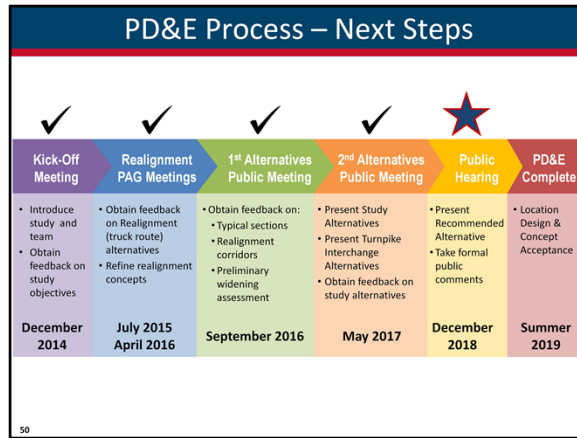 PD&E Process – Next Steps
Kick-Off
Meeting
Realignment
PAG Meetings
1st Alternatives
Public Meeting
2nd Alternatives
Public Meeting
Public
Hearing
PD&E
Complete
• Introduce
study and
team
• Obtain
feedback on
study
objectives
December
2014
• Obtain feedback
on Realignment
(truck route)
alternatives
• Refine realignment
concepts
July 2015
April 2016
• Obtain feedback on:
• Typical sections
• Realignment
corridors
• Preliminary
widening
assessment
September 2016
• Present Study
Alternatives
• Present Turnpike
Interchange
Alternatives
• Obtain feedback on
study alternatives
May 2017
• Present
Recommended
Alternative
• Take formal
public
comments
December
2018
• Location
Design &
Concept
Acceptance
Summer
2019
50